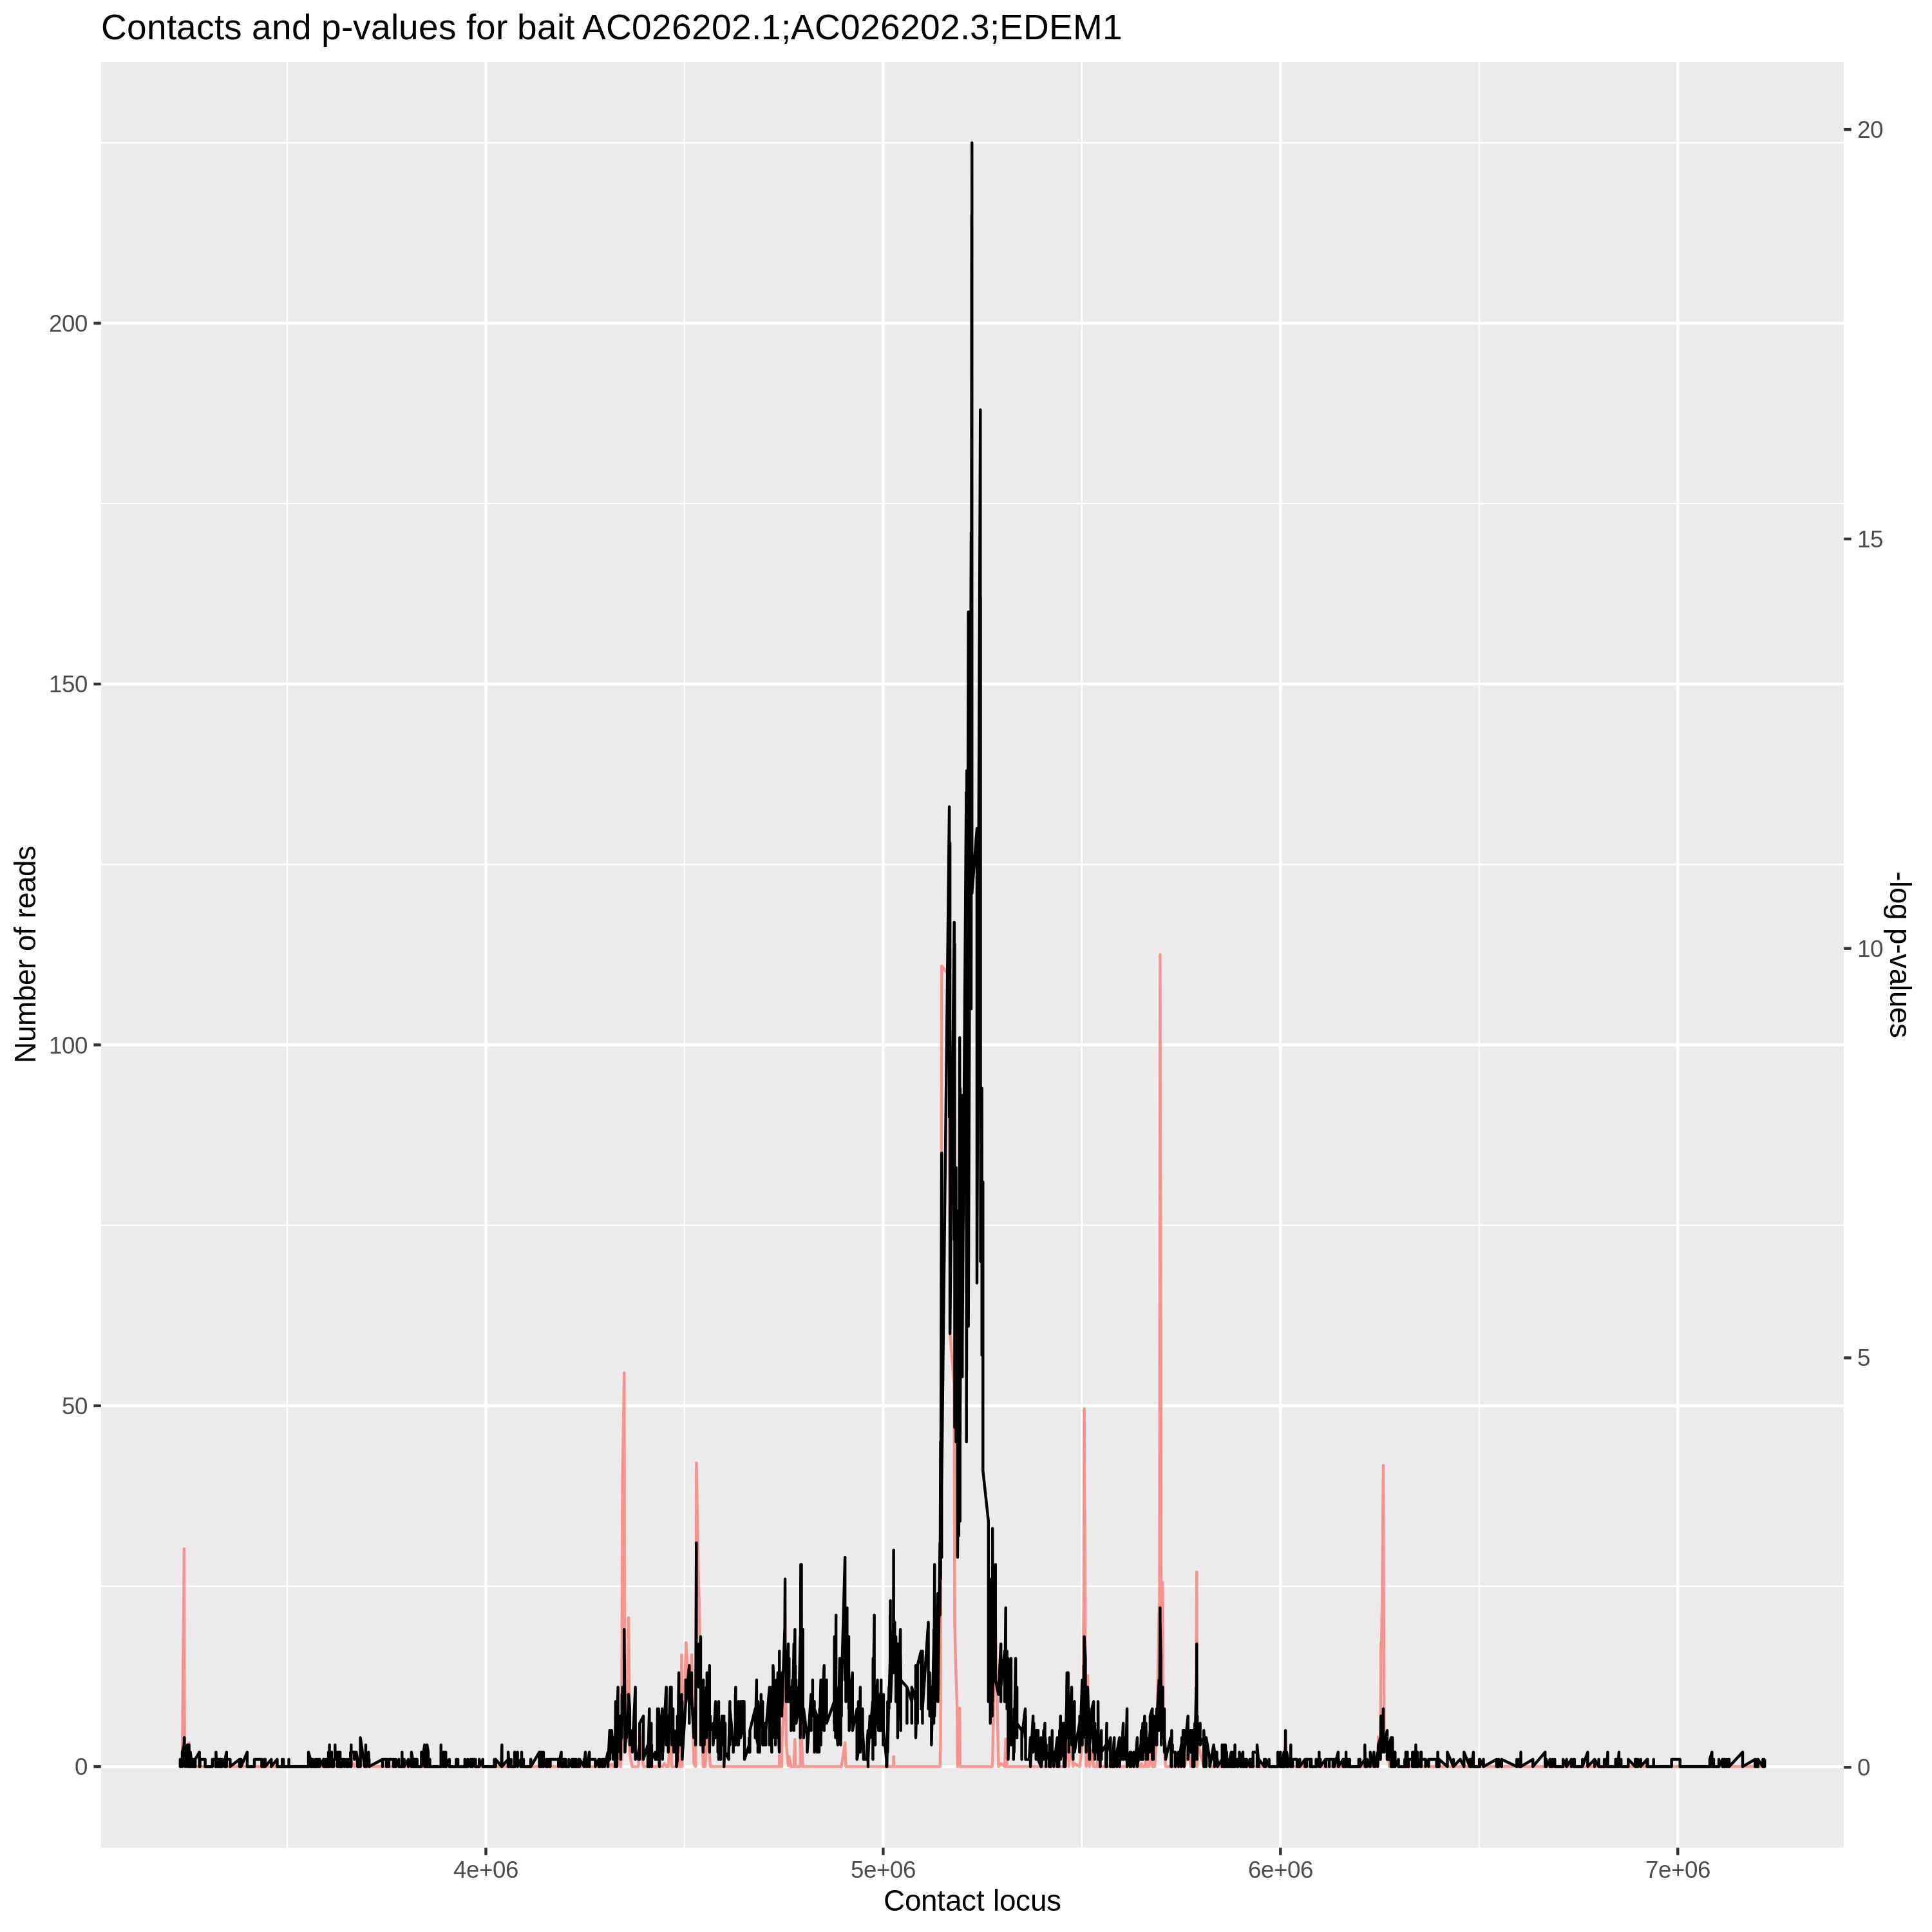 Contacts and p-values for bait AC026202.1;AC026202.3;EDEM1
Number of reads
200
150
100
50
0
20
15
10
5
0
-log p-values
4e+06
5e+06
6e+06
7e+06
Contact locus